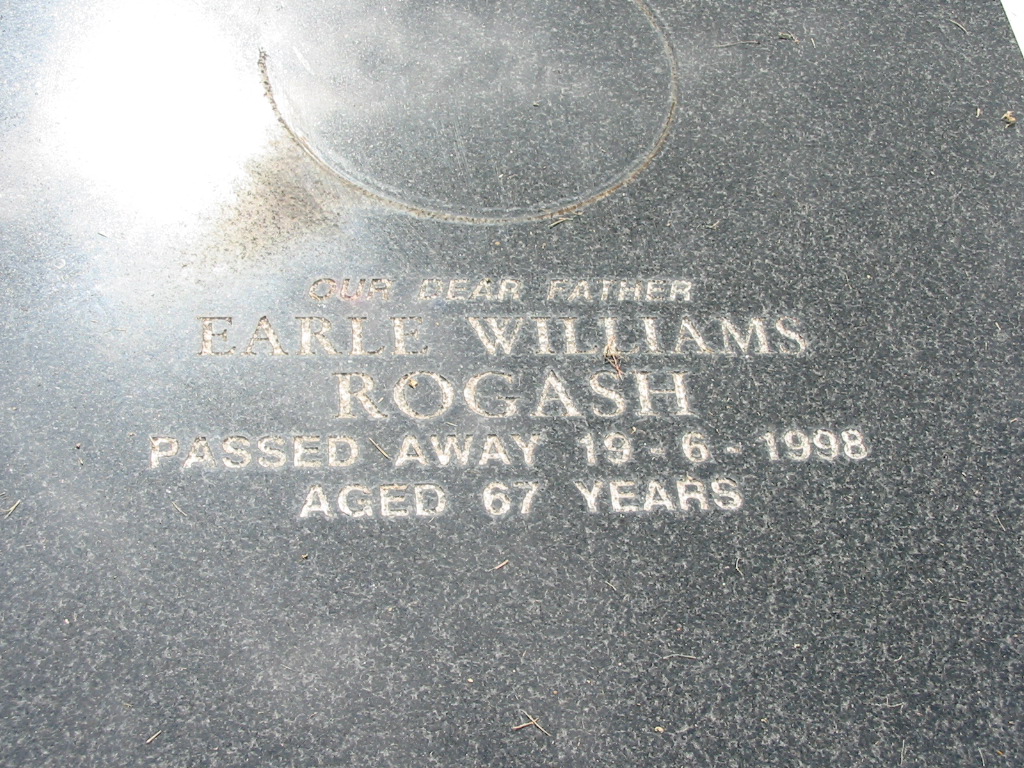 OUR DEAR FATHER
EARLE WILLIAMS
ROGASH
PASSED AWAY 19-6-1998
AGED 67 YEARS